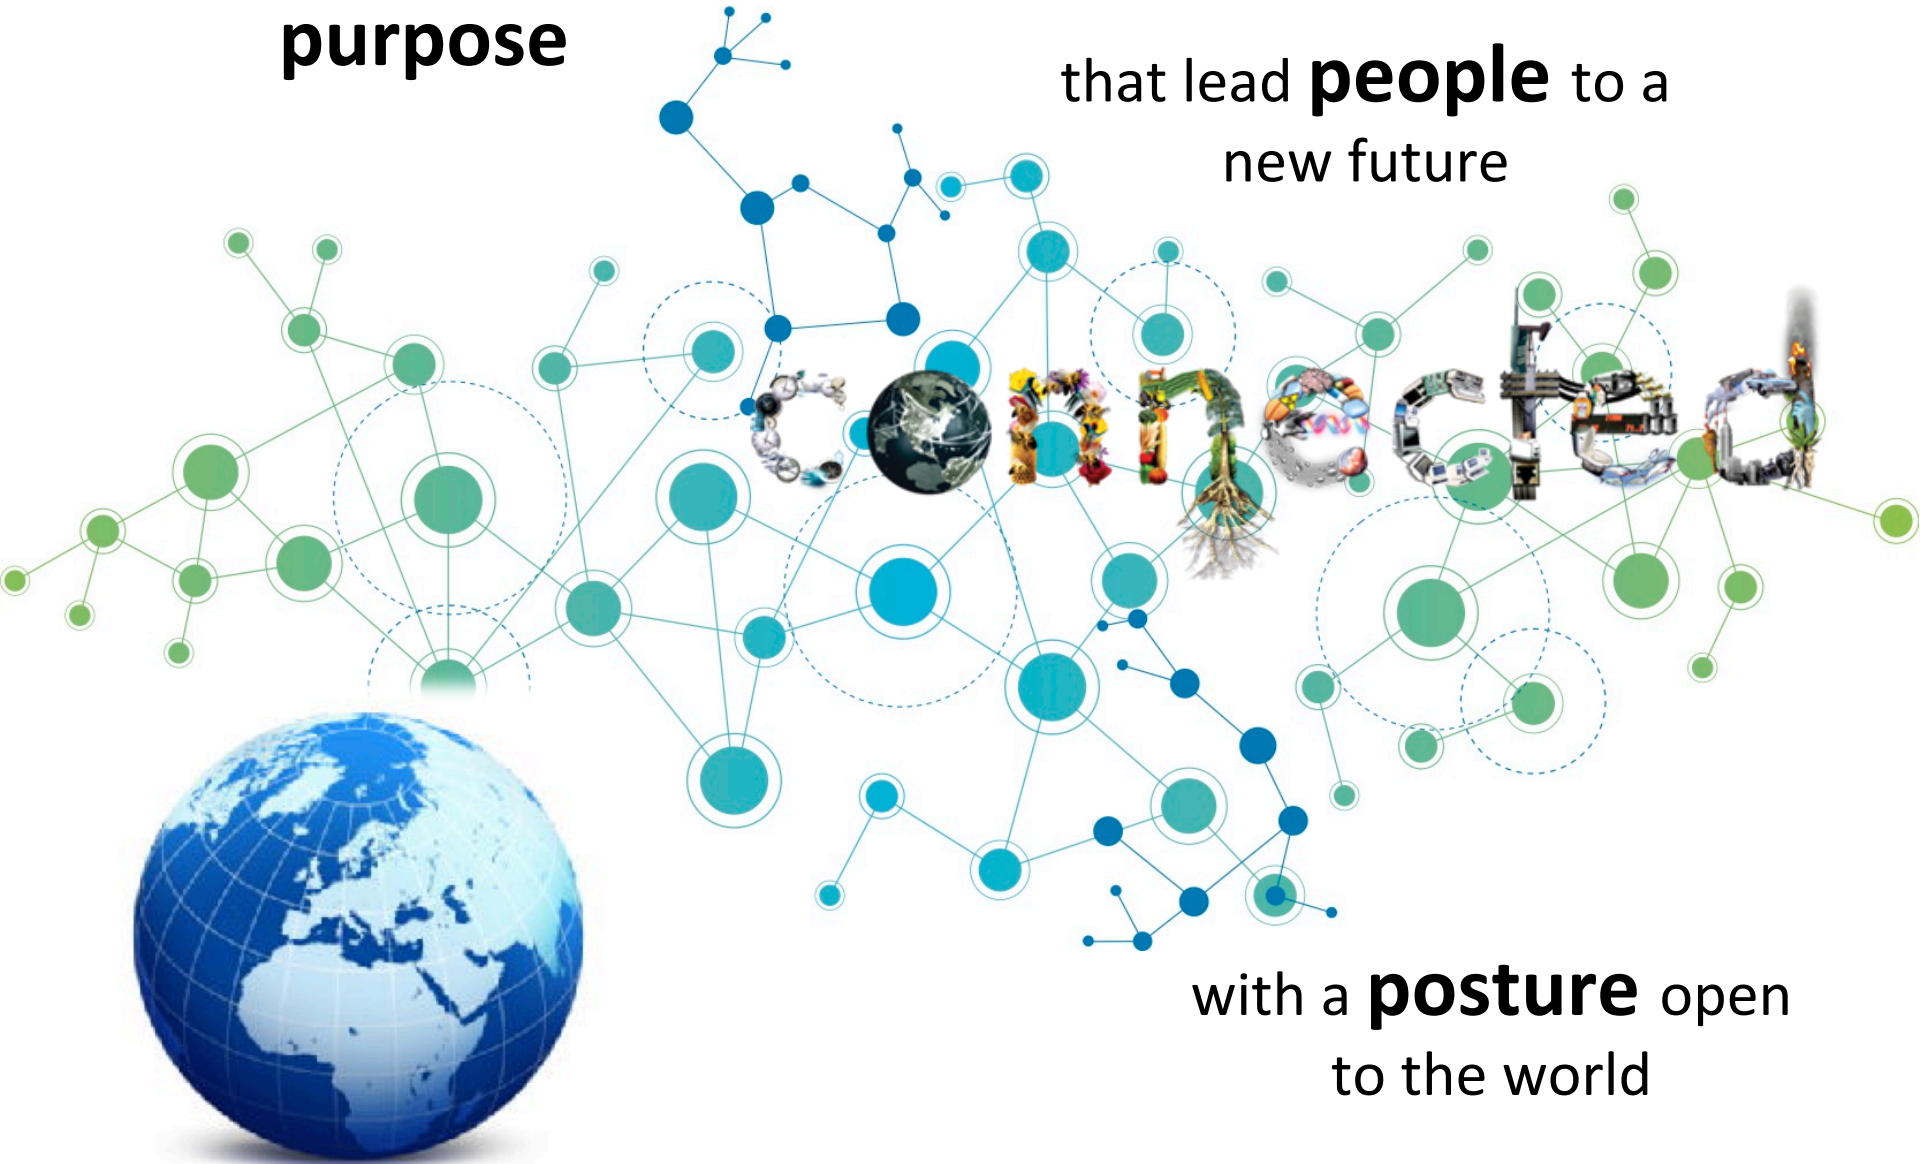 purpose
that lead people to a
new future
connected
with a posture open
to the world